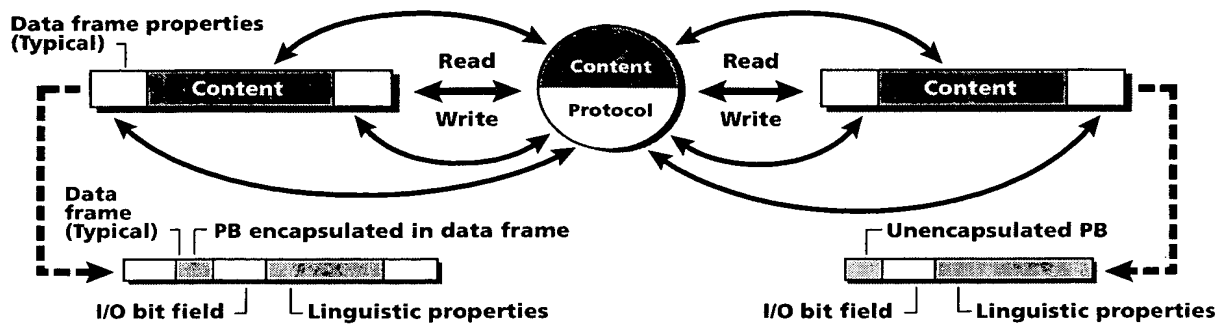 Data frame properties
(Typical)
Content
Read
Write
Content
Protocol
Read
Write
Content
Data
frame
(Typical)
PB encapsulated in data frame
I/O bit field
Linguistic properties
Unencapsulated PB
I/O bit field
Linguistic properties